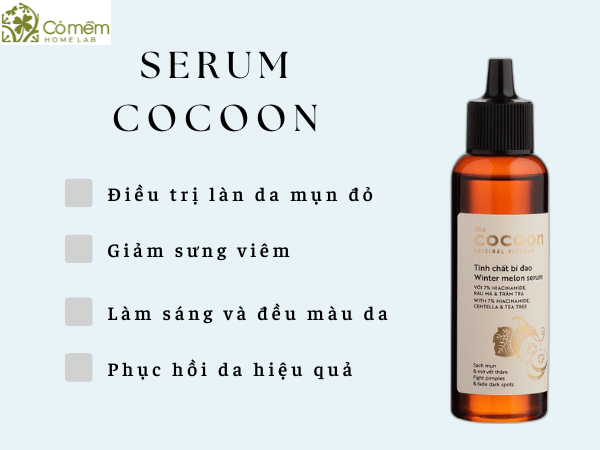 Cỏ mềm
HOME LAB
SERUM
COCOON
Điều trị làn da mụn đỏ
Giảm sưng viêm
Làm sáng và đều màu da
Phục hồi da hiệu quả
the
cocoon
ORIGINAL VIETNAM
Tinh chất bí đao
Winter melon serum
VỚI 7% NIACINAMIDE,
RAU MÁ & TRÀM TRÀ
WITH 7% NIACINAMIDE,
CENTELLA & TEA TREE
Sạch mụn
& mờ vết thâm
Fight pimples
& fade dark spots